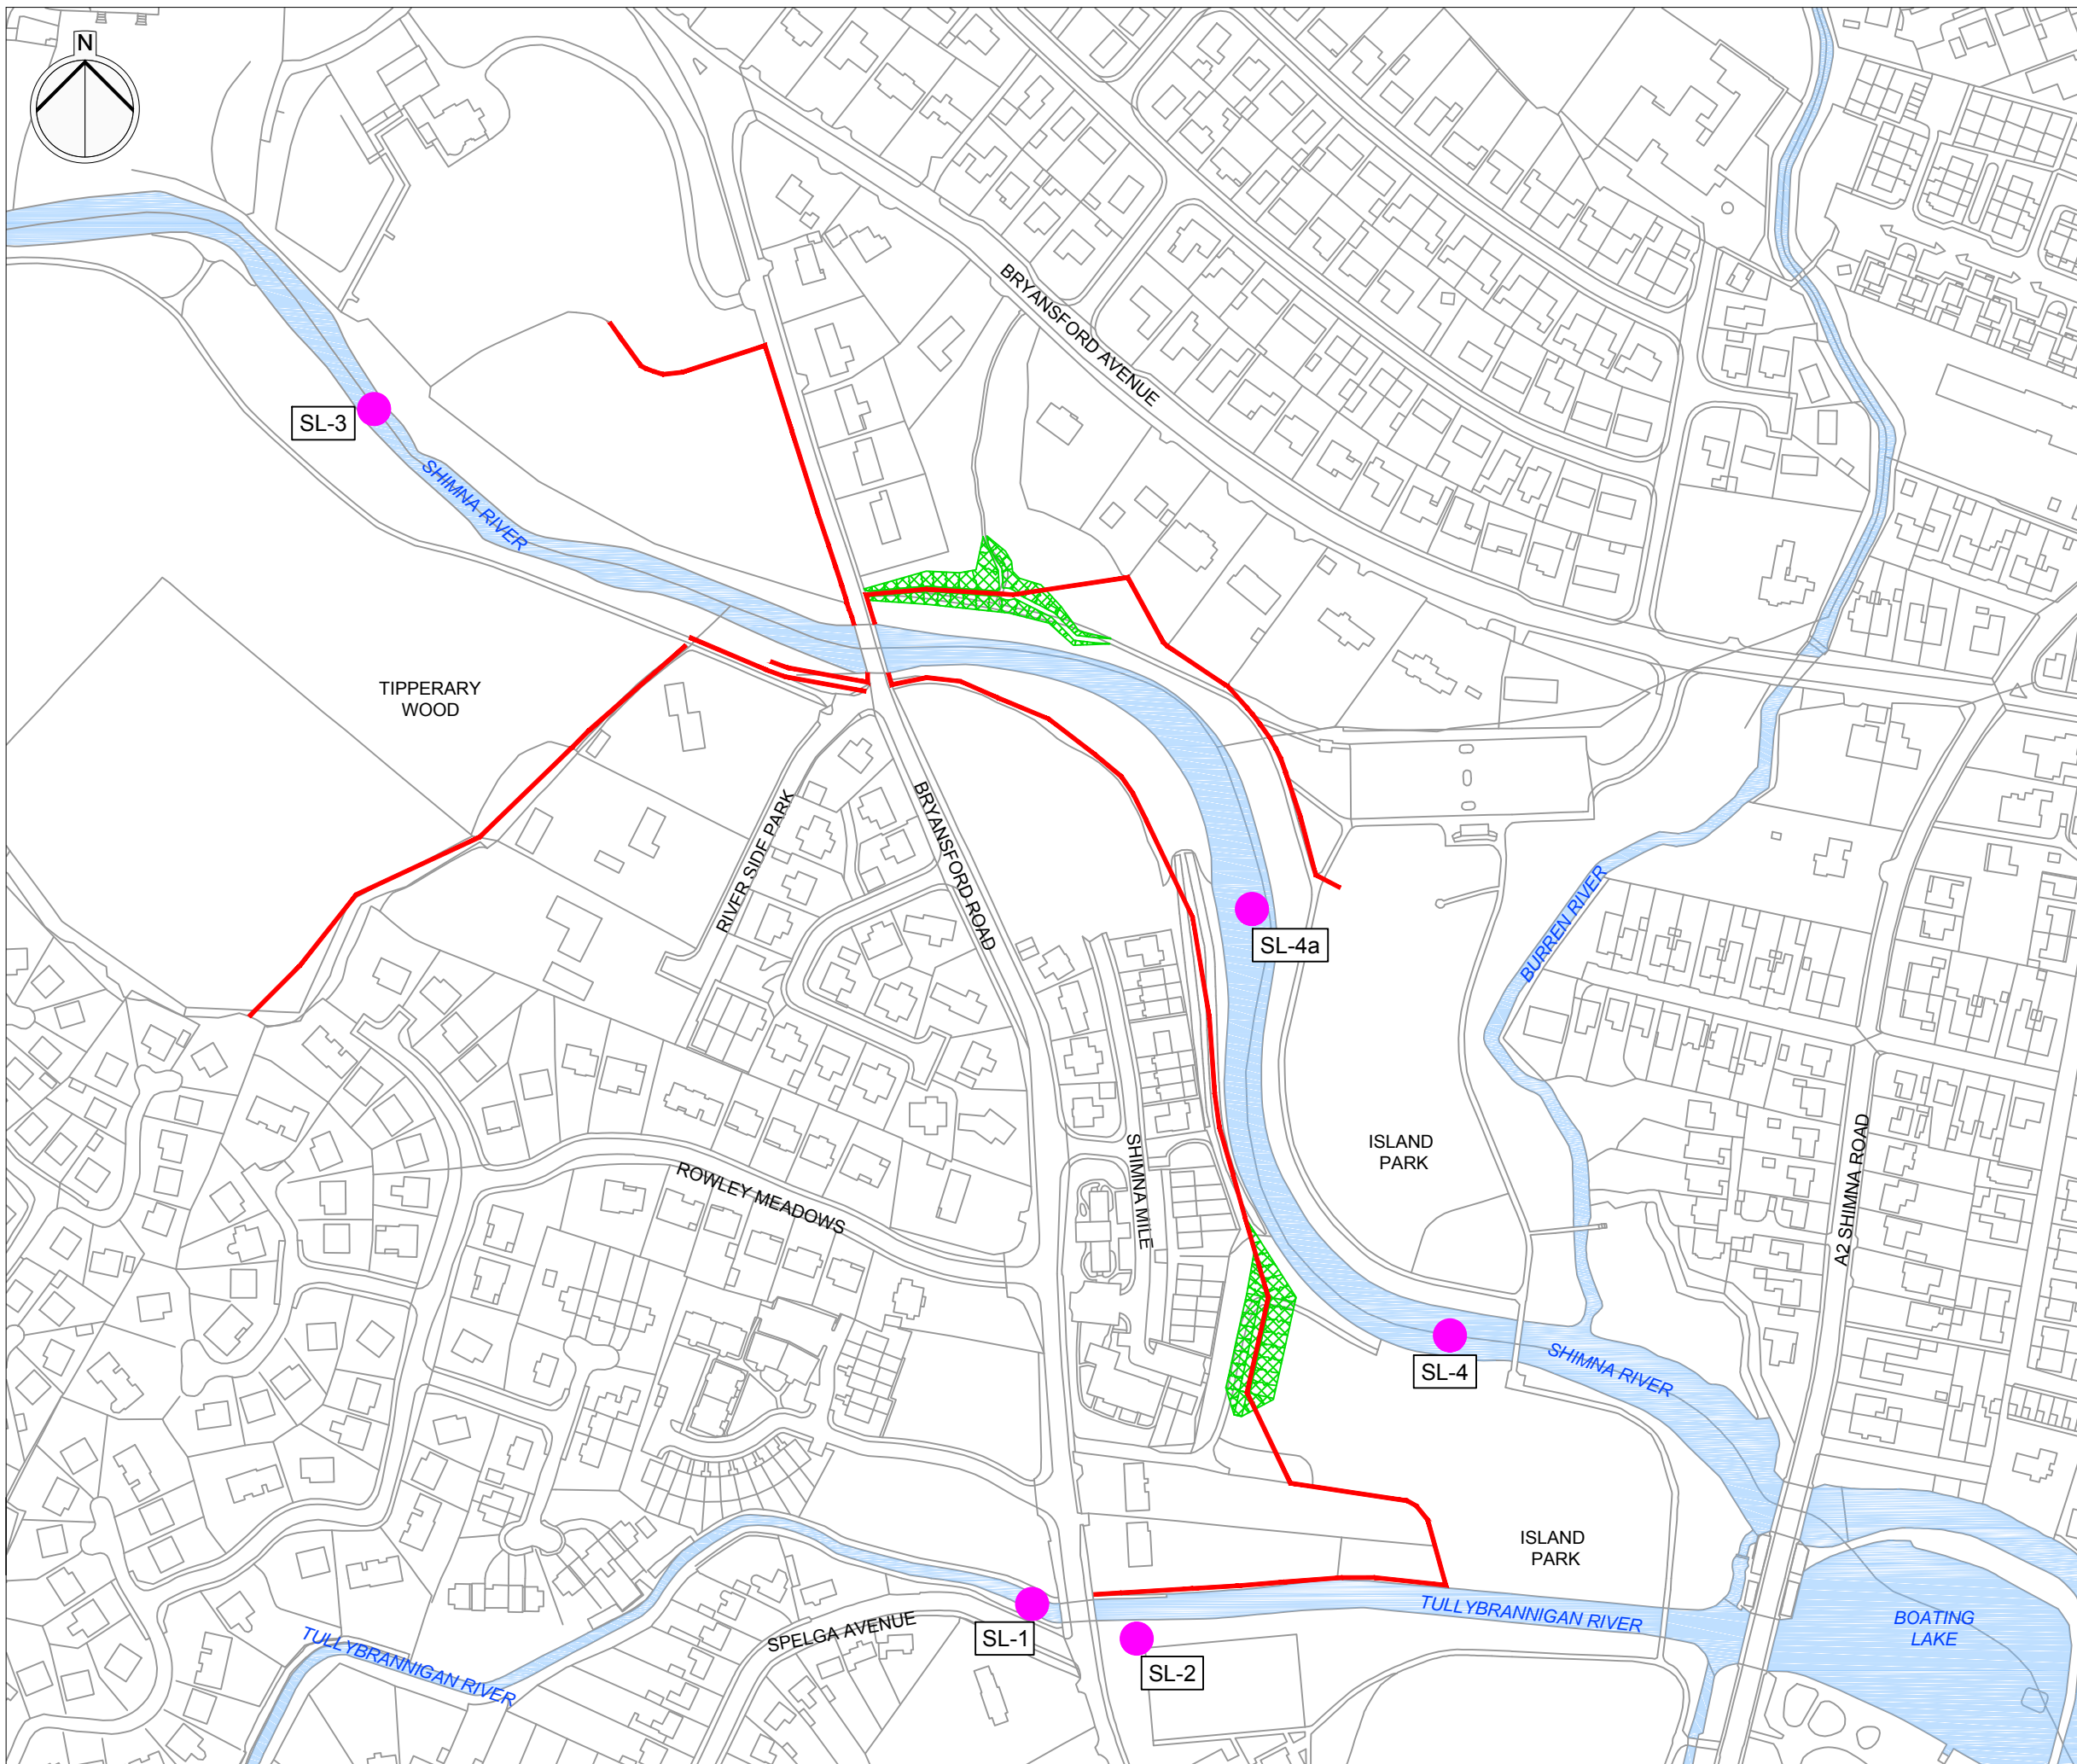 N
BRYANSFORD AVENUE
SL-3
SHIMNA RIVER
TIPPERARY
WOOD
RIVER SIDE PARK
BRYANSFORD ROAD
SL-4a
BURREN RIVER
ISLAND
PARK
A2 SHIMNA ROAD
SHIMNA MILE
ROWLEY MEADOWS
SL-4
SHIMNA RIVER
ISLAND
PARK
TULLYBRANNIGAN RIVER
BOATING
LAKE
SPELGA AVENUE
SL-1
SL-2
TULLYBRANNIGAN RIVER